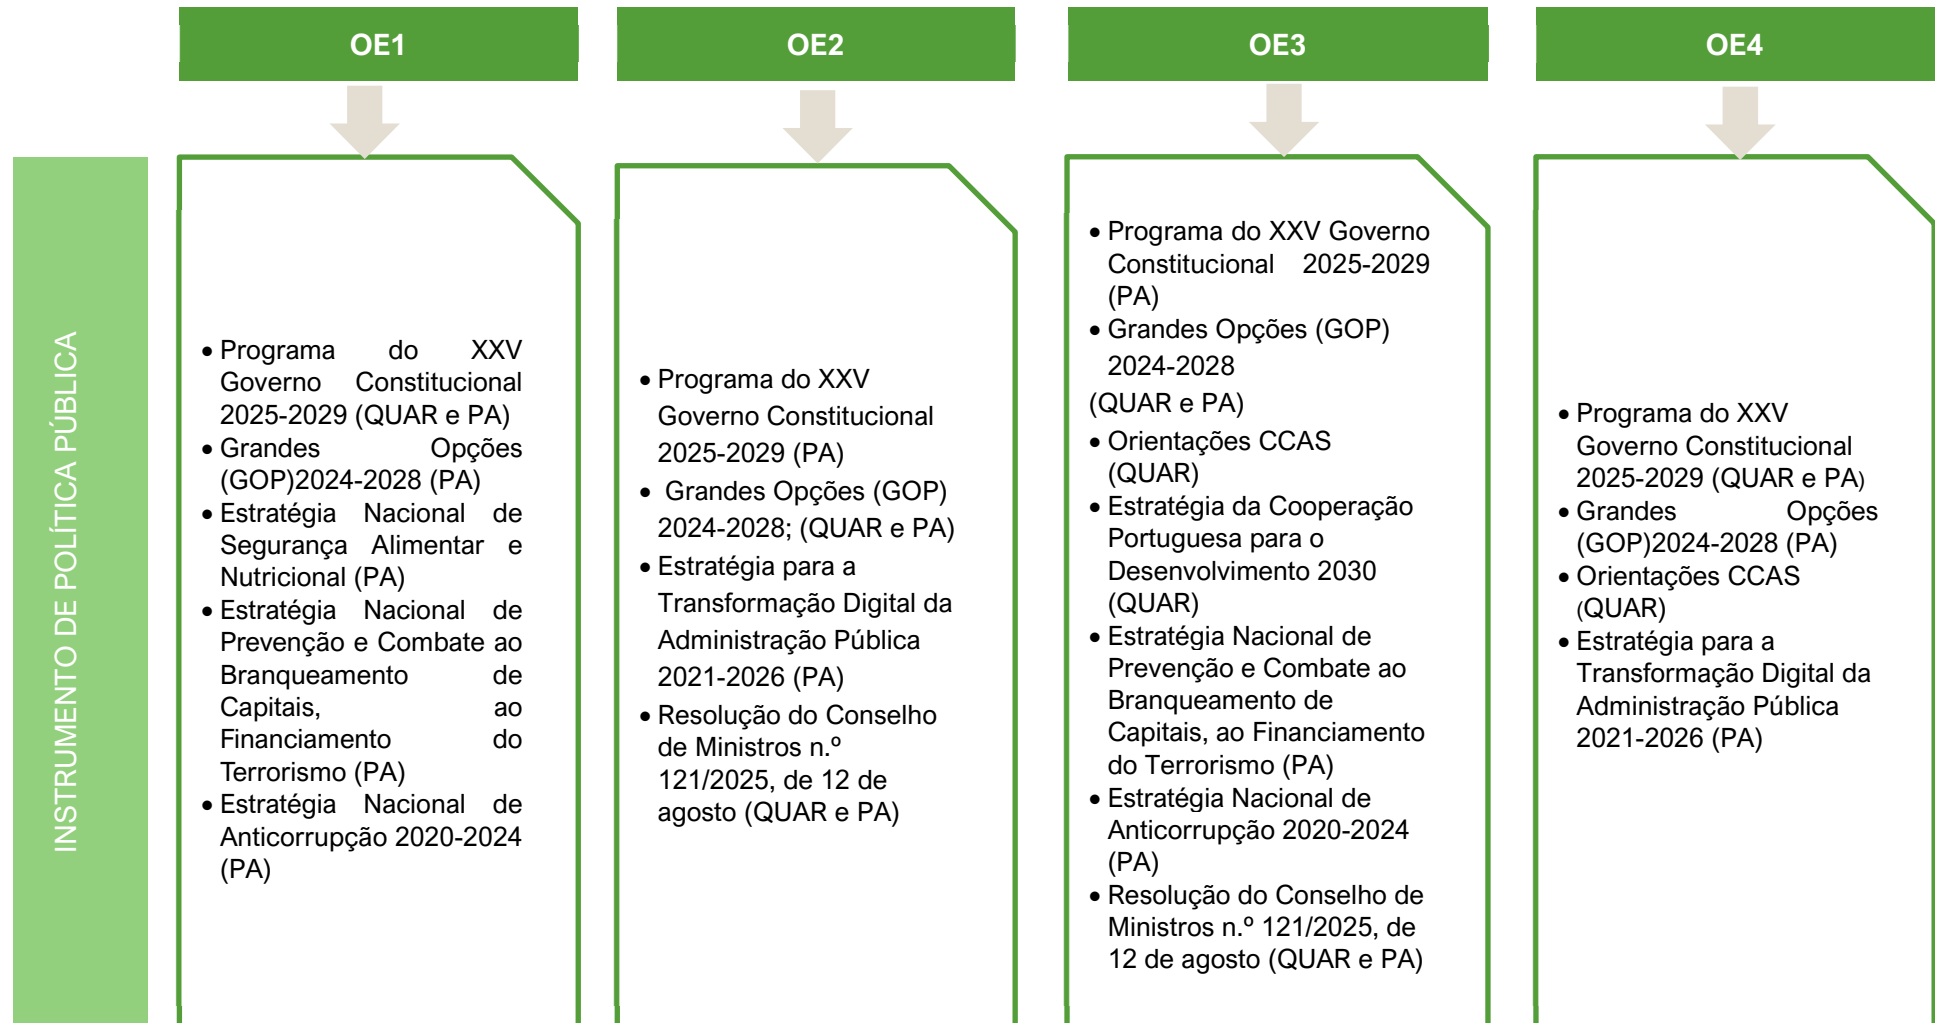 OE1
OE2
OE3
OE4
INSTRUMENTO DE POLÍTICA PÚBLICA
• Programa do XXV
Governo Constitucional
2025-2029 (QUAR e PA)
• Grandes Opções
(GOP)2024-2028 (PA)
• Estratégia Nacional de
Segurança Alimentar e
Nutricional (PA)
• Estratégia Nacional de
Prevenção e Combate ao
Branqueamento de
Capitais, ao
Financiamento do
Terrorismo (PA)
• Estratégia Nacional de
Anticorrupção 2020-2024
(PA)
• Programa do XXV
Governo Constitucional
2025-2029 (PA)
• Grandes Opções (GOP)
2024-2028; (QUAR e PA)
• Estratégia para a
Transformação Digital da
Administração Pública
2021-2026 (PA)
• Resolução do Conselho
de Ministros n.º
121/2025, de 12 de
agosto (QUAR e PA)
• Programa do XXV Governo
Constitucional 2025-2029
(PA)
• Grandes Opções (GOP)
2024-2028
(QUAR e PA)
• Orientações CCAS
(QUAR)
• Estratégia da Cooperação
Portuguesa para o
Desenvolvimento 2030
(QUAR)
• Estratégia Nacional de
Prevenção e Combate ao
Branqueamento de
Capitais, ao Financiamento
do Terrorismo (PA)
• Estratégia Nacional de
Anticorrupção 2020-2024
(PA)
• Resolução do Conselho de
Ministros n.º 121/2025, de
12 de agosto (QUAR e PA)
• Programa do XXV
Governo Constitucional
2025-2029 (QUAR e PA)
• Grandes Opções
(GOP)2024-2028 (PA)
• Orientações CCAS
(QUAR)
• Estratégia para a
Transformação Digital da
Administração Pública
2021-2026 (PA)